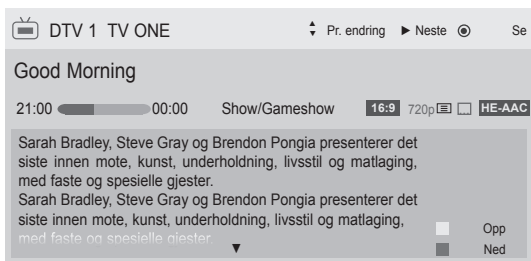 DTV 1 TV ONE Pr. endring Neste Se
Good Morning
21:00 00:00 Show/Gameshow 16:9 720p HE-AAC
Sarah Bradley, Steve Gray og Brendon Pongia presenterer det
siste innen mote, kunst, underholdning, livsstil og matlaging,
med faste og spesielle gjester.
Sarah Bradley, Steve Gray og Brendon Pongia presenterer det
siste innen mote, kunst, underholdning, livsstil og matlaging,
med faste og spesielle gjester.
Opp
Ned